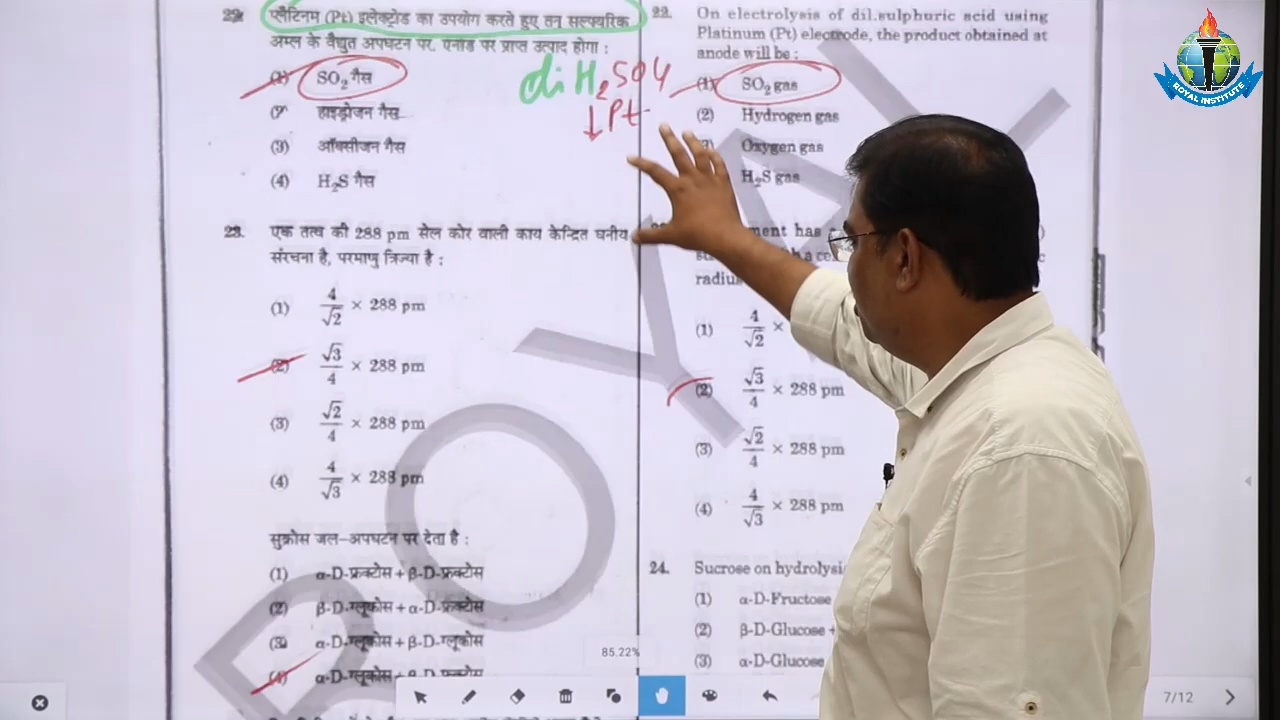 22. प्लैटिनम (Pt) इलेक्ट्रोड का उपयोग करते हुए तनु सल्फ्यूरिक
अम्ल के वैद्युत अपघटन पर, एनोड पर प्राप्त उत्पाद होगा :
(1) SO₂ गैस
(2) हाइड्रोजन गैस
(3) ऑक्सीजन गैस
(4) H₂S गैस
dil H₂SO4
↓ Pt
23. एक तत्व की 288 pm सेल कोर वाली काय केन्द्रित घनीय
संरचना है, परमाणु त्रिज्या है :
(1) 4/√2 × 288 pm
(2) √3/4 × 288 pm
(3) √2/4 × 288 pm
(4) 4/√3 × 288 pm
सुक्रोस जल-अपघटन पर देता है :
(1) α-D-फ्रक्टोस + β-D-फ्रक्टोस
(2) β-D-ग्लूकोस + α-D-फ्रक्टोस
(3) α-D-ग्लूकोस + β-D-ग्लूकोस
(4) α-D-ग्लूकोस + β-D-फ्रक्टोस
22. On electrolysis of dil.sulphuric acid using
Platinum (Pt) electrode, the product obtained at
anode will be :
(1) SO₂ gas
(2) Hydrogen gas
(3) Oxygen gas
H₂S gas
radius
(1) 4/√2 ×
(2) √3/4 × 288 pm
(3) √2/4 × 288 pm
(4) 4/√3 × 288 pm
24. Sucrose on hydrolysi
(1) α-D-Fructose
(2) β-D-Glucose +
(3) α-D-Glucose
ROYAL INSTITUTE
ROYA
85.22%
7/12